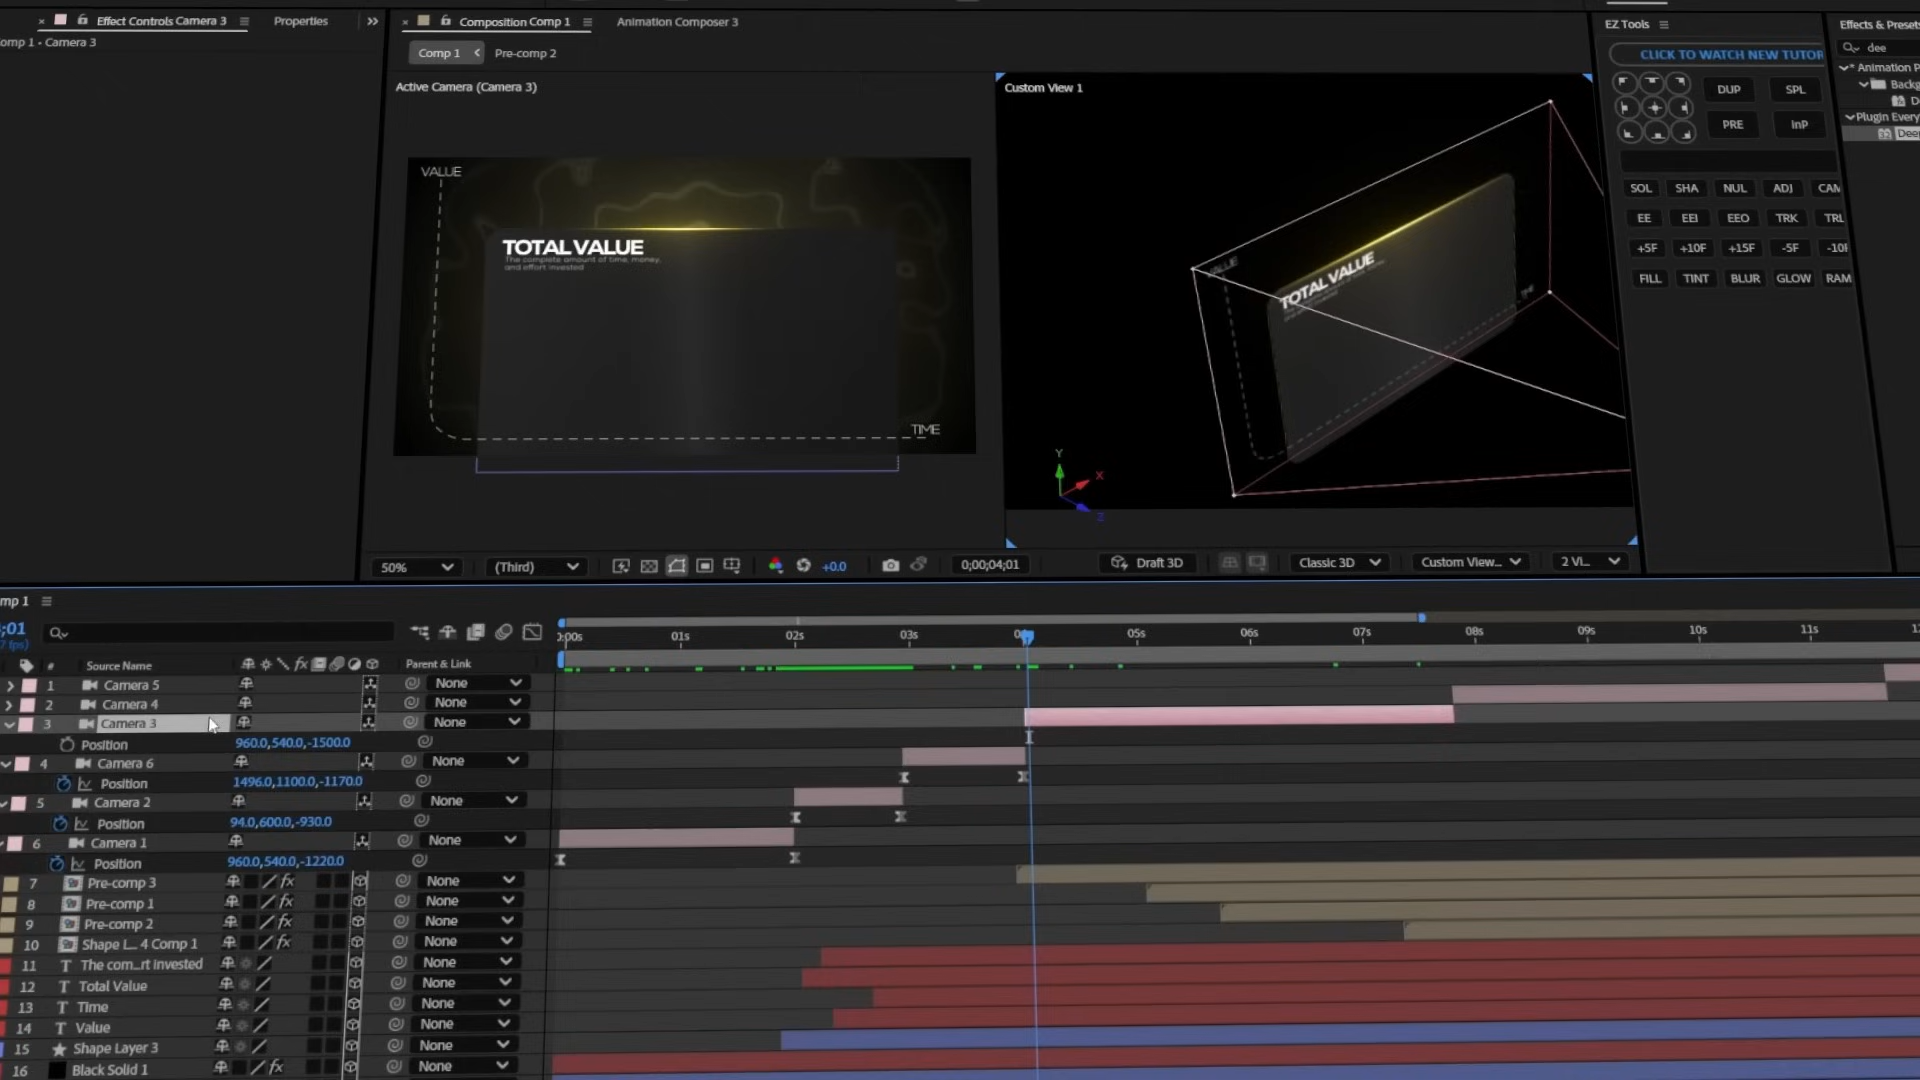 Effect Controls Camera 3
Properties
omp 1 • Camera 3
Composition Comp 1
Animation Composer 3
Comp 1
Pre-comp 2
Active Camera (Camera 3)
VALUE
TOTAL VALUE
The complete amount of time, money,
and effort invested
TIME
Custom View 1
VALUE
TOTAL VALUE
TIME
Y
X
Z
50%
(Third)
+0.0
0;00;04;01
Draft 3D
Classic 3D
Custom View...
2 Vi...
EZ Tools
CLICK TO WATCH NEW TUTOR
DUP
SPL
PRE
InP
SOL
SHA
NUL
ADJ
CAM
EE
EEI
EEO
TRK
TRL
+5F
+10F
+15F
-5F
-10F
FILL
TINT
BLUR
GLOW
RAM
Effects & Presets
dee
* Animation P
Backg
D
Plugin Every
Deep
mp 1
;01
7 fps)
# Source Name
fx
Parent & Link
0:00s 01s 02s 03s 05s 06s 07s 08s 09s 10s 11s
1 Camera 5 None
2 Camera 4 None
3 Camera 3 None
Position 960.0,540.0,-1500.0
4 Camera 6 None
Position 1496.0,1100.0,-1170.0
5 Camera 2 None
Position 94.0,600.0,-930.0
6 Camera 1 None
Position 960.0,540.0,-1220.0
7 Pre-comp 3 fx None
8 Pre-comp 1 fx None
9 Pre-comp 2 fx None
10 Shape L... 4 Comp 1 fx None
11 T The com...rt invested None
12 T Total Value None
13 T Time None
14 T Value None
15 Shape Layer 3 None
16 Black Solid 1 fx None